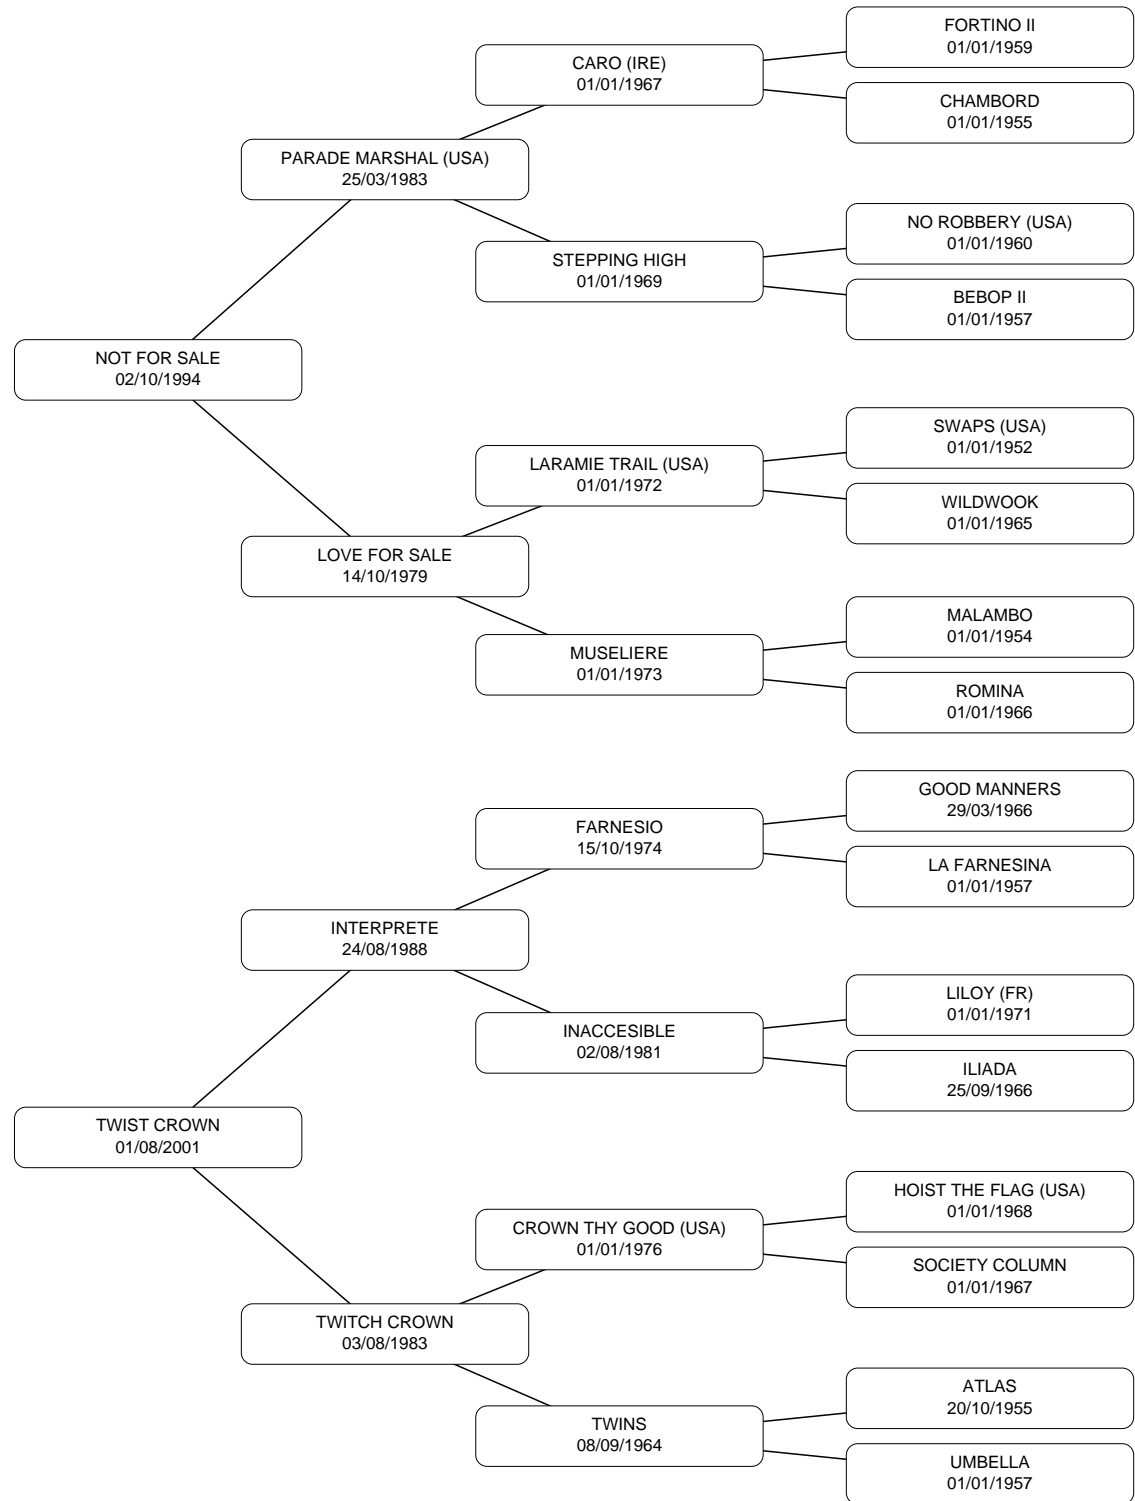 FORTINO II
01/01/1959
CARO (IRE)
01/01/1967
CHAMBORD
01/01/1955
PARADE MARSHAL (USA)
25/03/1983
NO ROBBERY (USA)
01/01/1960
STEPPING HIGH
01/01/1969
BEBOP II
01/01/1957
NOT FOR SALE
02/10/1994
SWAPS (USA)
01/01/1952
LARAMIE TRAIL (USA)
01/01/1972
WILDWOOK
01/01/1965
LOVE FOR SALE
14/10/1979
MALAMBO
01/01/1954
MUSELIERE
01/01/1973
ROMINA
01/01/1966
GOOD MANNERS
29/03/1966
FARNESIO
15/10/1974
LA FARNESINA
01/01/1957
INTERPRETE
24/08/1988
LILOY (FR)
01/01/1971
INACCESIBLE
02/08/1981
ILIADA
25/09/1966
TWIST CROWN
01/08/2001
HOIST THE FLAG (USA)
01/01/1968
CROWN THY GOOD (USA)
01/01/1976
SOCIETY COLUMN
01/01/1967
TWITCH CROWN
03/08/1983
ATLAS
20/10/1955
TWINS
08/09/1964
UMBELLA
01/01/1957